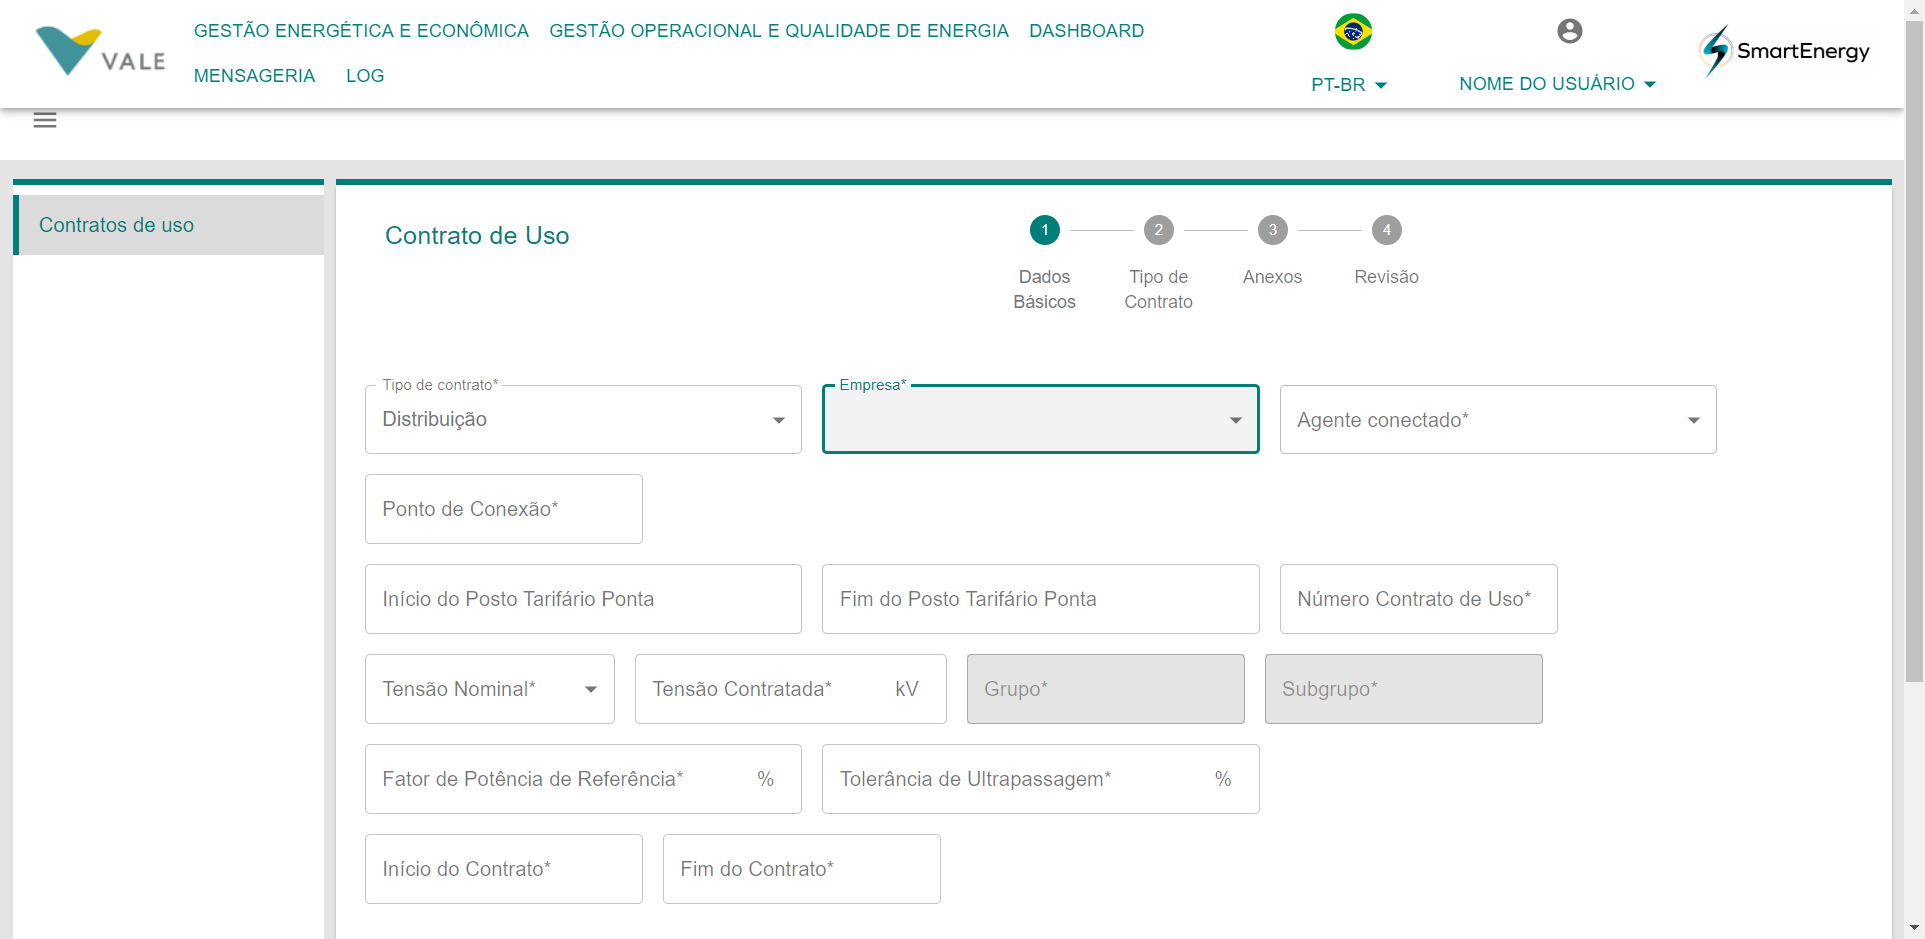 VALE
GESTÃO ENERGÉTICA E ECONÔMICA GESTÃO OPERACIONAL E QUALIDADE DE ENERGIA DASHBOARD
MENSAGERIA LOG
PT-BR
NOME DO USUÁRIO
SmartEnergy
Contratos de uso
Contrato de Uso
1 2 3 4
Dados Básicos
Tipo de Contrato
Anexos
Revisão
Tipo de contrato*
Distribuição
Empresa*
Agente conectado*
Ponto de Conexão*
Início do Posto Tarifário Ponta
Fim do Posto Tarifário Ponta
Número Contrato de Uso*
Tensão Nominal*
Tensão Contratada* kV
Grupo*
Subgrupo*
Fator de Potência de Referência* %
Tolerância de Ultrapassagem* %
Início do Contrato*
Fim do Contrato*